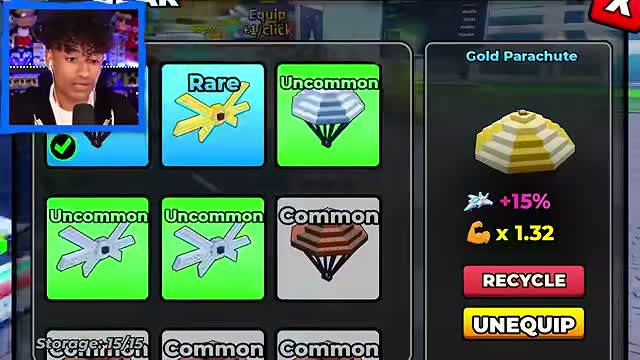 Equip
+1/click
Gold Parachute
Rare
Uncommon
+15%
Uncommon
Uncommon
Common
x 1.32
RECYCLE
UNEQUIP
Storage: 15/15
Common
Common
X